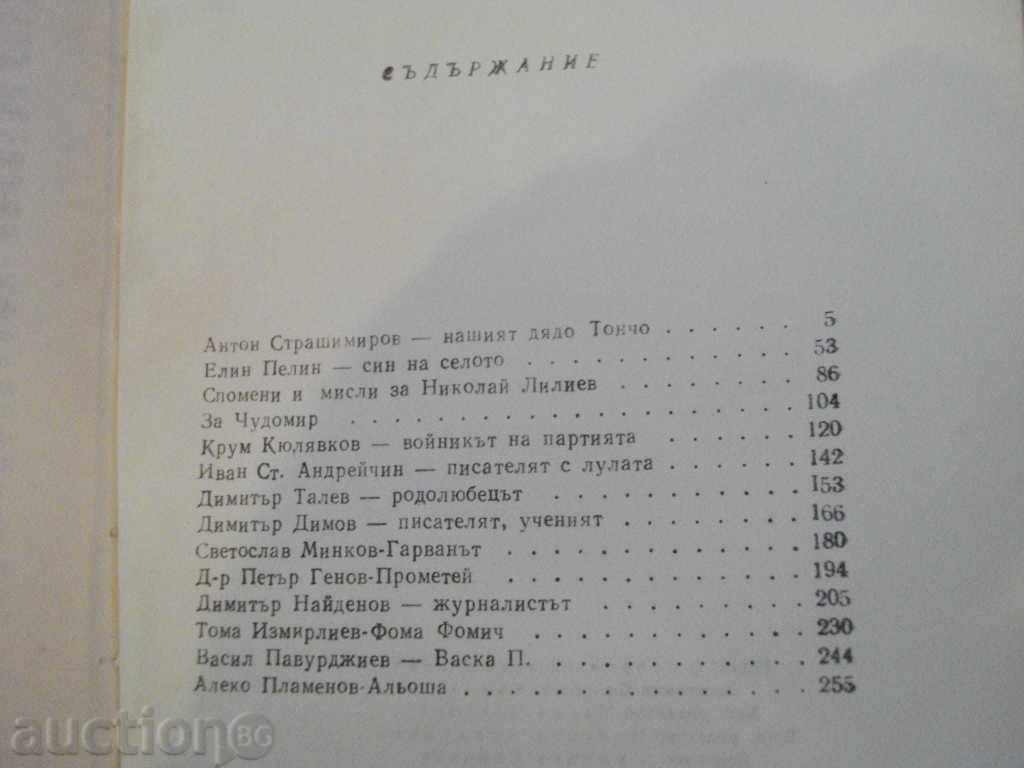 СЪДЪРЖАНИЕ
Антон Страшимиров — нашият дядо Тончо . . . . . . 5
Елин Пелин — син на селото . . . . . . . . . . . 53
Спомени и мисли за Николай Лилиев . . . . . . . . 86
За Чудомир . . . . . . . . . . . . . . . . . . 104
Крум Кюлявков — войникът на партията . . . . . . 120
Иван Ст. Андрейчин — писателят с лулата . . . . . . 142
Димитър Талев — родолюбецът . . . . . . . . . . 153
Димитър Димов — писателят, ученият . . . . . . . . 166
Светослав Минков-Гарванът . . . . . . . . . . . . 180
Д-р Петър Генов-Прометей . . . . . . . . . . . . 194
Димитър Найденов — журналистът . . . . . . . . . 205
Тома Измирлиев-Фома Фомич . . . . . . . . . . . 230
Васил Павурджиев — Васка П. . . . . . . . . . . . 244
Алеко Пламенов-Альоша . . . . . . . . . . . . . . 255
auction BG